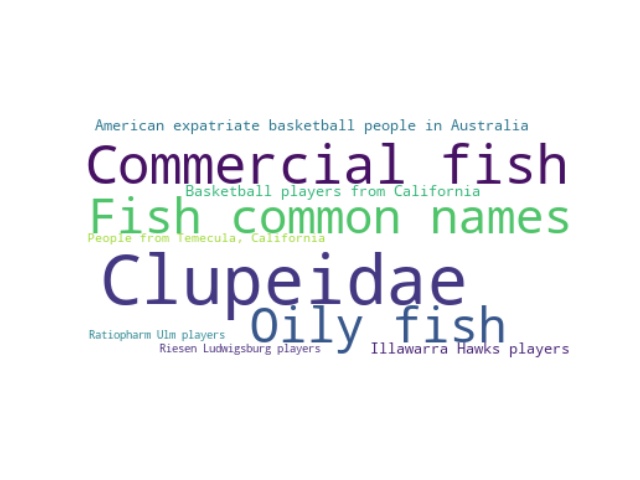 American expatriate basketball people in Australia
Commercial fish
Basketball players from California
Fish common names
People from Temecula, California
Clupeidae
Oily fish
Ratiopharm Ulm players
Riesen Ludwigsburg players
Illawarra Hawks players